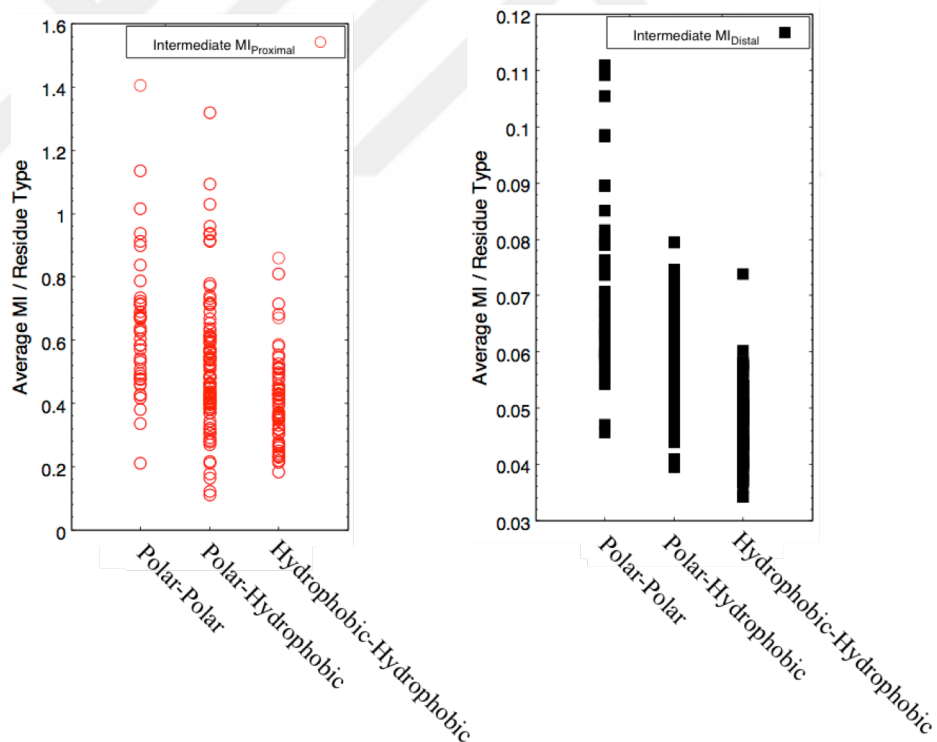 Average MI / Residue Type
1.6
1.4
1.2
1
0.8
0.6
0.4
0.2
0
Intermediate MIProximal
Polar-Polar
Polar-Hydrophobic
Hydrophobic-Hydrophobic
Average MI / Residue Type
0.12
0.11
0.1
0.09
0.08
0.07
0.06
0.05
0.04
0.03
Intermediate MIDistal
Polar-Polar
Polar-Hydrophobic
Hydrophobic-Hydrophobic